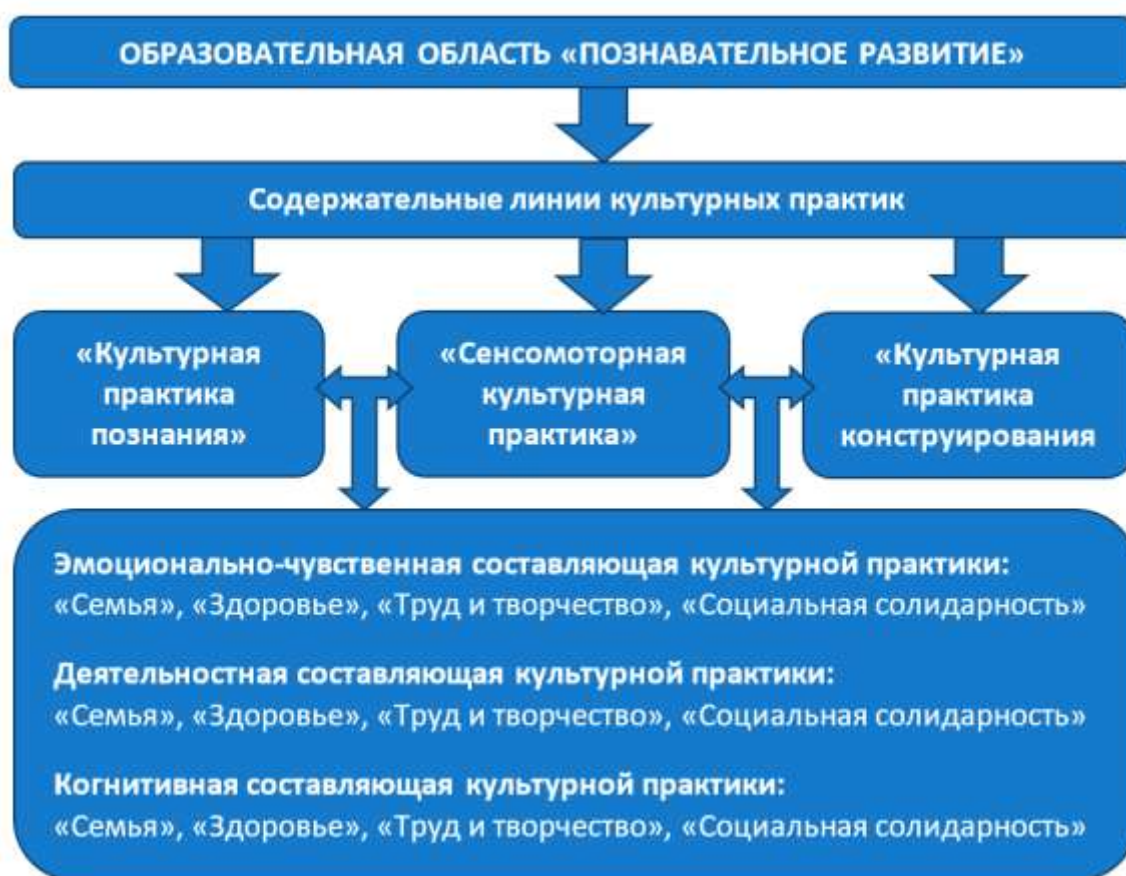 ОБРАЗОВАТЕЛЬНАЯ ОБЛАСТЬ «ПОЗНАВАТЕЛЬНОЕ РАЗВИТИЕ»
Содержательные линии культурных практик
«Культурная
практика
познания»
«Сенсомоторная
культурная
практика»
«Культурная
практика
конструирования
Эмоционально-чувственная составляющая культурной практики:
«Семья», «Здоровье», «Труд и творчество», «Социальная солидарность»
Деятельностная составляющая культурной практики:
«Семья», «Здоровье», «Труд и творчество», «Социальная солидарность»
Когнитивная составляющая культурной практики:
«Семья», «Здоровье», «Труд и творчество», «Социальная солидарность»